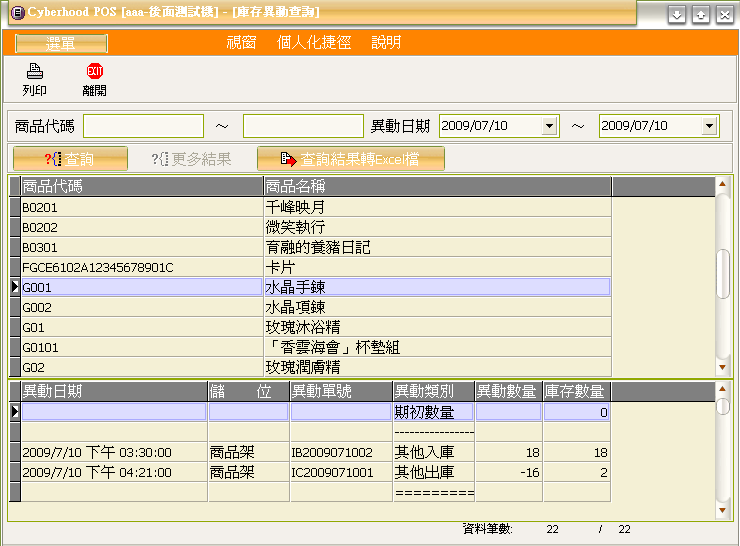 Cyberhood POS [aaa-後面測試機] - [庫存異動查詢]
選單 視窗 個人化捷徑 說明
EXIT
列印 離開
商品代碼 ～ 異動日期 2009/07/10 ～ 2009/07/10
查詢 更多結果 查詢結果轉Excel檔
商品代碼 商品名稱
B0201 千峰映月
B0202 微笑執行
B0301 育融的養豬日記
FGCE6102A12345678901C 卡片
G001 水晶手鍊
G002 水晶項鍊
G01 玫瑰沐浴精
G0101 「香雲海會」杯墊組
G02 玫瑰潤膚精
異動日期 儲 位 異動單號 異動類別 異動數量 庫存數量
期初數量 0
----------------
2009/7/10 下午 03:30:00 商品架 IB2009071002 其他入庫 18 18
2009/7/10 下午 04:21:00 商品架 IC2009071001 其他出庫 -16 2
=========
資料筆數: 22 / 22